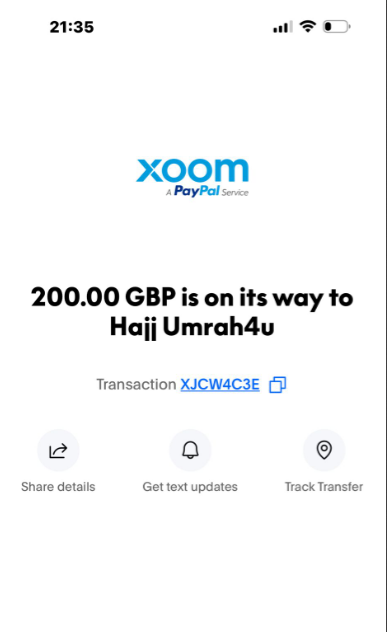 21:35
xoom
A PayPal Service
200.00 GBP is on its way to
Hajj Umrah4u
Transaction XJCW4C3E
Share details
Get text updates
Track Transfer